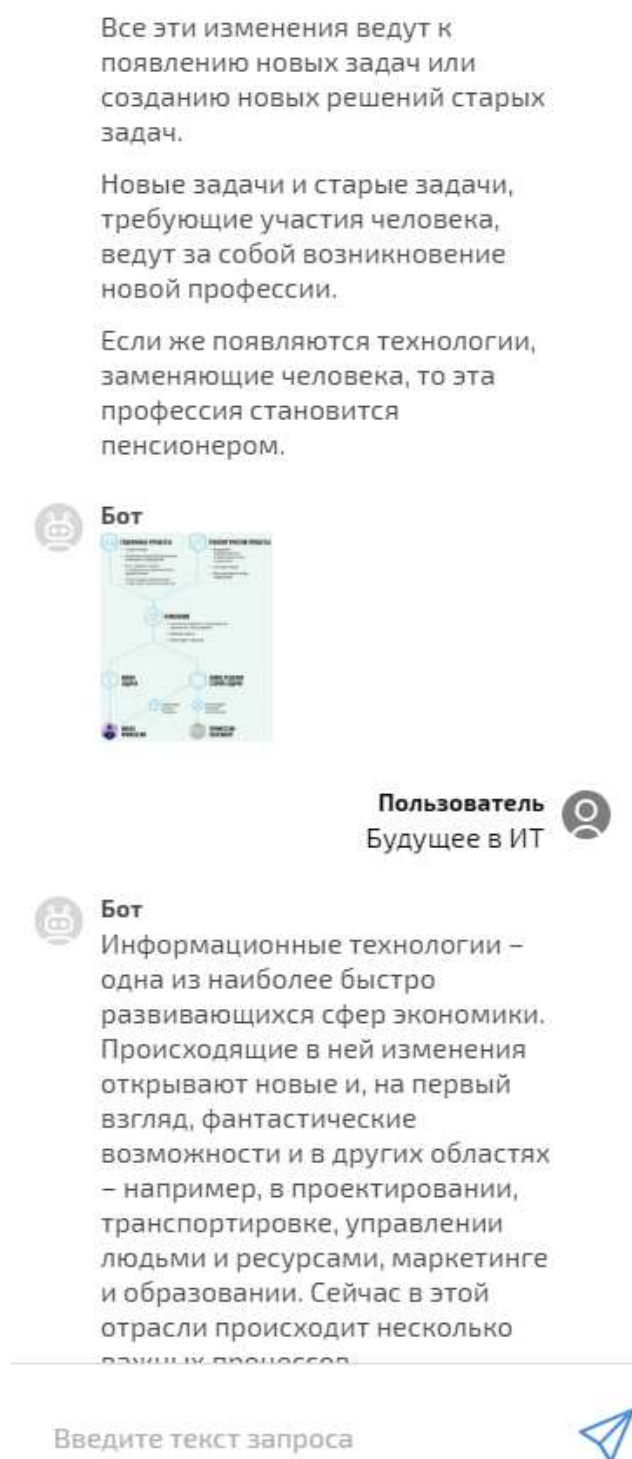 Все эти изменения ведут к
появлению новых задач или
созданию новых решений старых
задач.
Новые задачи и старые задачи,
требующие участия человека,
ведут за собой возникновение
новой профессии.
Если же появляются технологии,
заменяющие человека, то эта
профессия становится
пенсионером.
Бот
Пользователь
Будущее в ИТ
Бот
Информационные технологии –
одна из наиболее быстро
развивающихся сфер экономики.
Происходящие в ней изменения
открывают новые и, на первый
взгляд, фантастические
возможности и в других областях
– например, в проектировании,
транспортировке, управлении
людьми и ресурсами, маркетинге
и образовании. Сейчас в этой
отрасли происходит несколько
важных процессов
Введите текст запроса